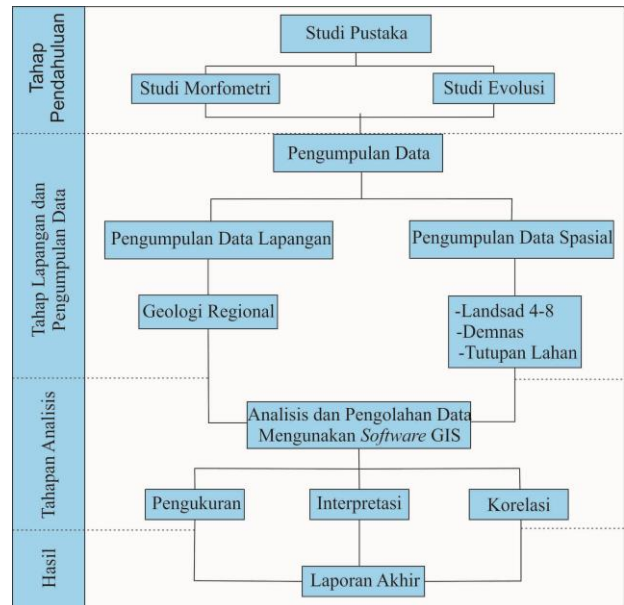 Tahap
Pendahuluan
Studi Pustaka
Studi Morfometri
Studi Evolusi
Tahap Lapangan dan
Pengumpulan Data
Pengumpulan Data
Pengumpulan Data Lapangan
Pengumpulan Data Spasial
Geologi Regional
-Landsad 4-8
-Demnas
-Tutupan Lahan
Tahapan Analisis
Analisis dan Pengolahan Data
Mengunakan Software GIS
Pengukuran
Interpretasi
Korelasi
Hasil
Laporan Akhir